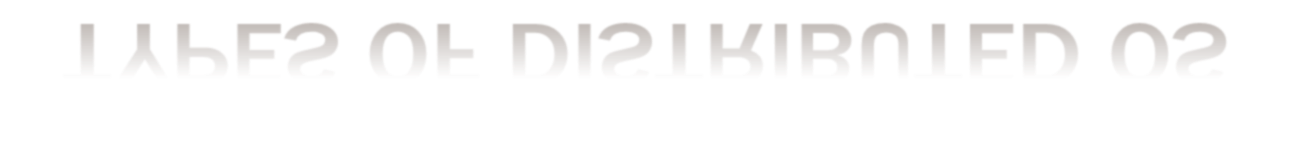 TYPES OF DISTRIBUTED OS